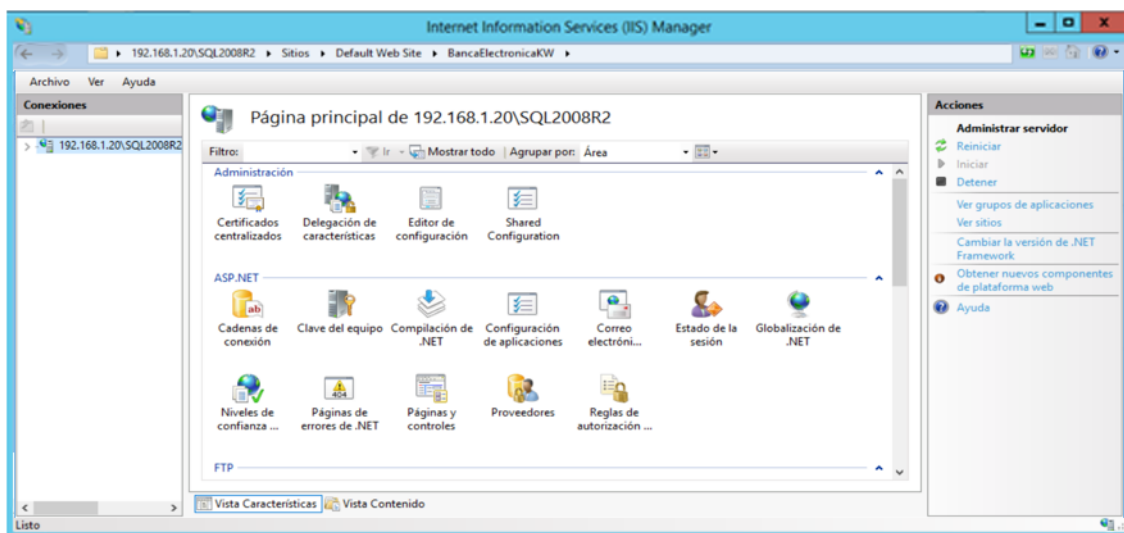 Internet Information Services (IIS) Manager
192.168.1.20\SQL2008R2 Sitios Default Web Site BancaElectronicaKW
Archivo Ver Ayuda
Conexiones
192.168.1.20\SQL2008R2
Página principal de 192.168.1.20\SQL2008R2
Filtro: Ir Mostrar todo Agrupar por: Área
Administración
Certificados centralizados
Delegación de características
Editor de configuración
Shared Configuration
ASP.NET
Cadenas de conexión
Clave del equipo
Compilación de .NET
Configuración de aplicaciones
Correo electróni...
Estado de la sesión
Globalización de .NET
Niveles de confianza ...
404
Páginas de errores de .NET
Páginas y controles
Proveedores
Reglas de autorización ...
FTP
Vista Características Vista Contenido
Acciones
Administrar servidor
Reiniciar
Iniciar
Detener
Ver grupos de aplicaciones
Ver sitios
Cambiar la versión de .NET
Framework
Obtener nuevos componentes
de plataforma web
Ayuda
Listo